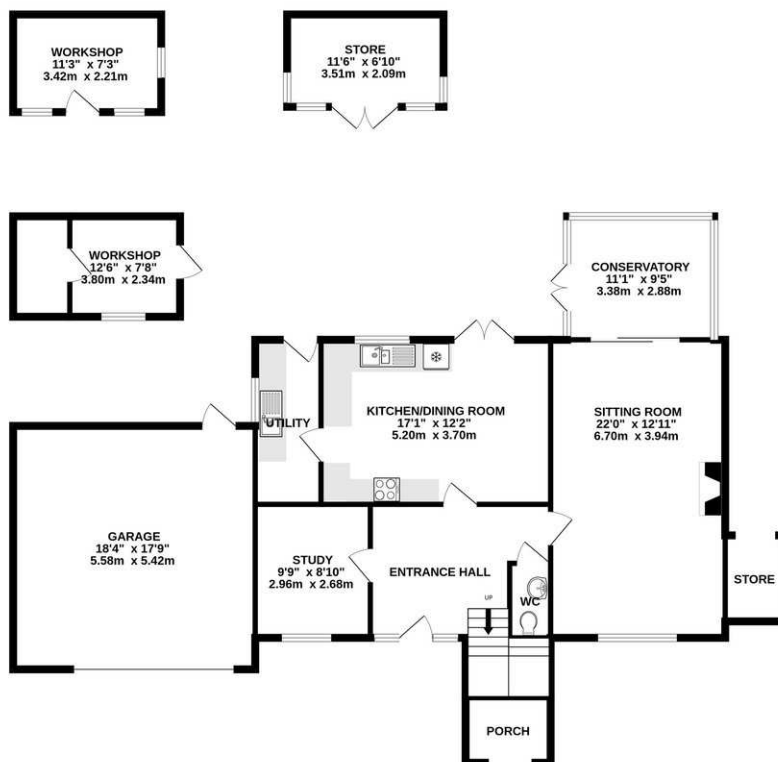 WORKSHOP
11'3" x 7'3"
3.42m x 2.21m
STORE
11'6" x 6'10"
3.51m x 2.09m
WORKSHOP
12'6" x 7'8"
3.80m x 2.34m
CONSERVATORY
11'1" x 9'5"
3.38m x 2.88m
UTILITY
KITCHEN/DINING ROOM
17'1" x 12'2"
5.20m x 3.70m
SITTING ROOM
22'0" x 12'11"
6.70m x 3.94m
GARAGE
18'4" x 17'9"
5.58m x 5.42m
STUDY
9'9" x 8'10"
2.96m x 2.68m
ENTRANCE HALL
UP
WC
STORE
PORCH